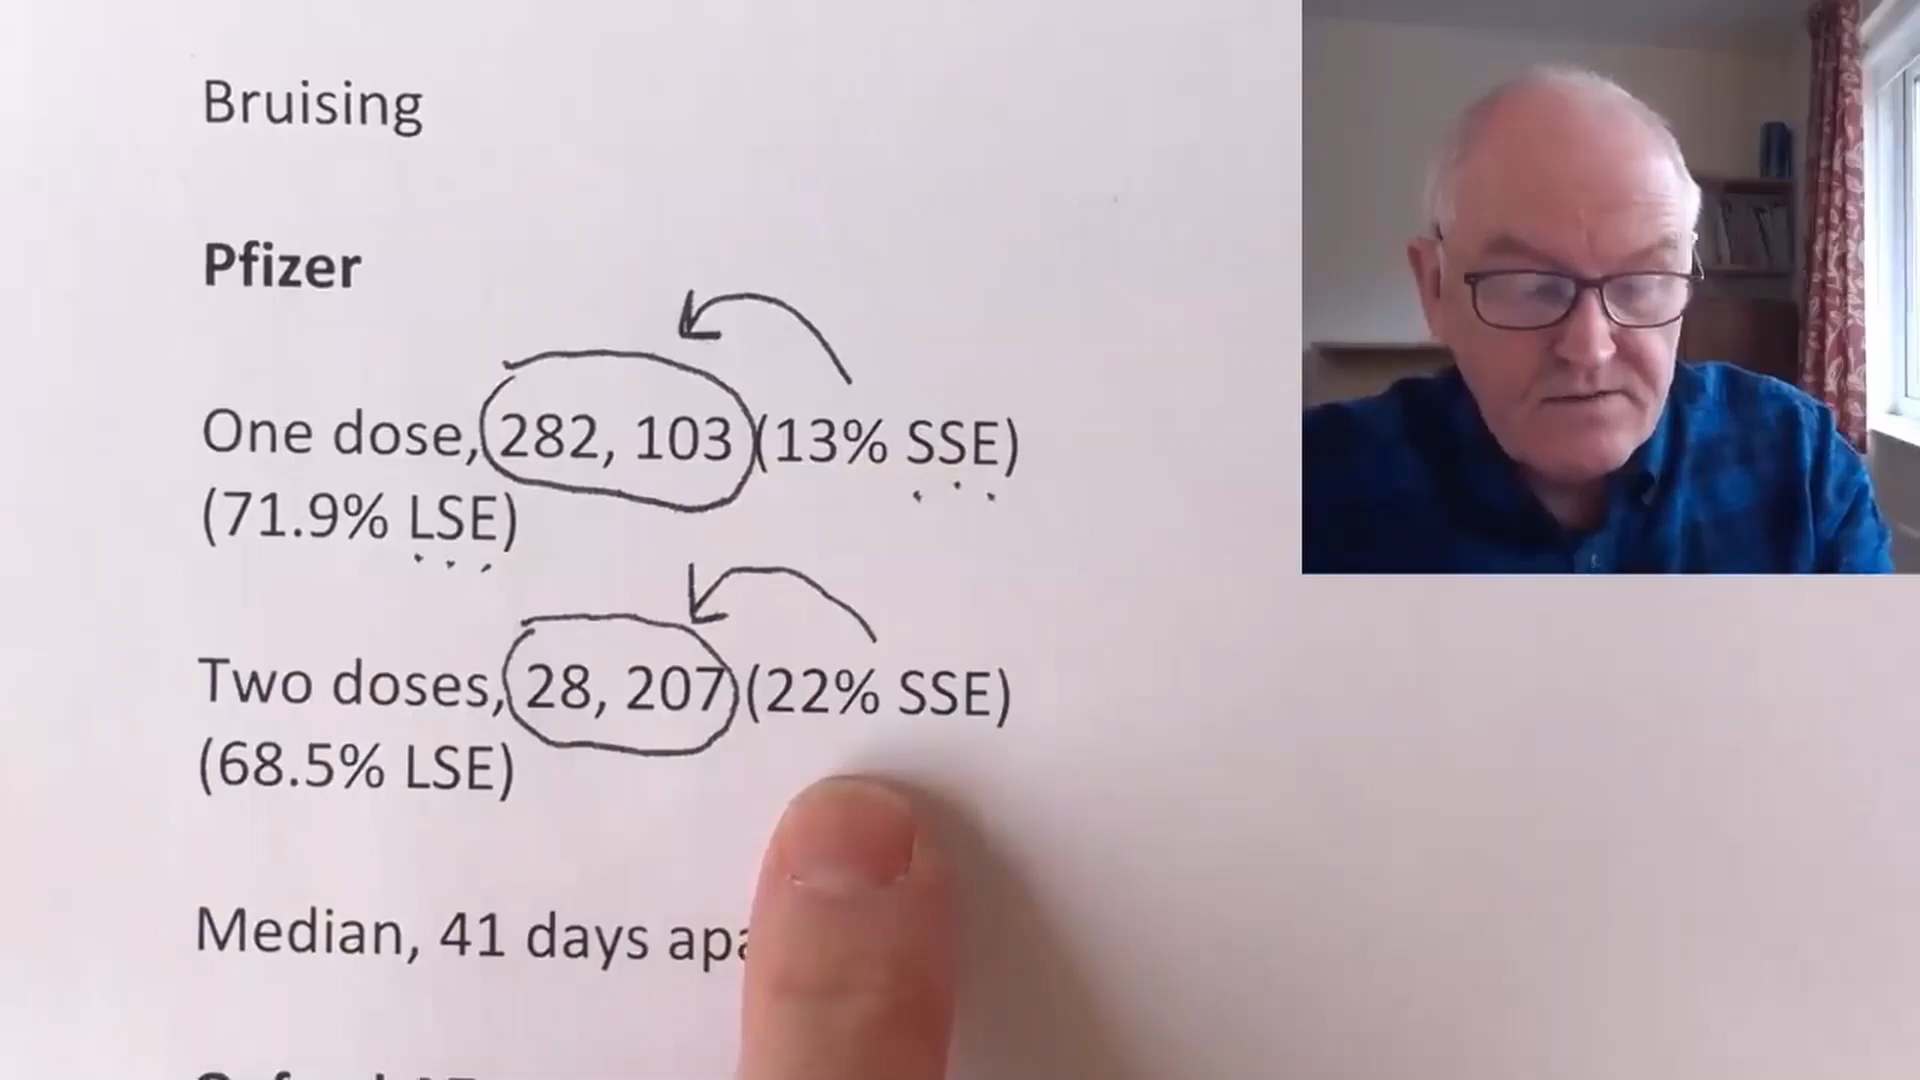 Bruising
Pfizer
One dose, 282, 103 (13% SSE)
(71.9% LSE)
Two doses, 28, 207 (22% SSE)
(68.5% LSE)
Median, 41 days